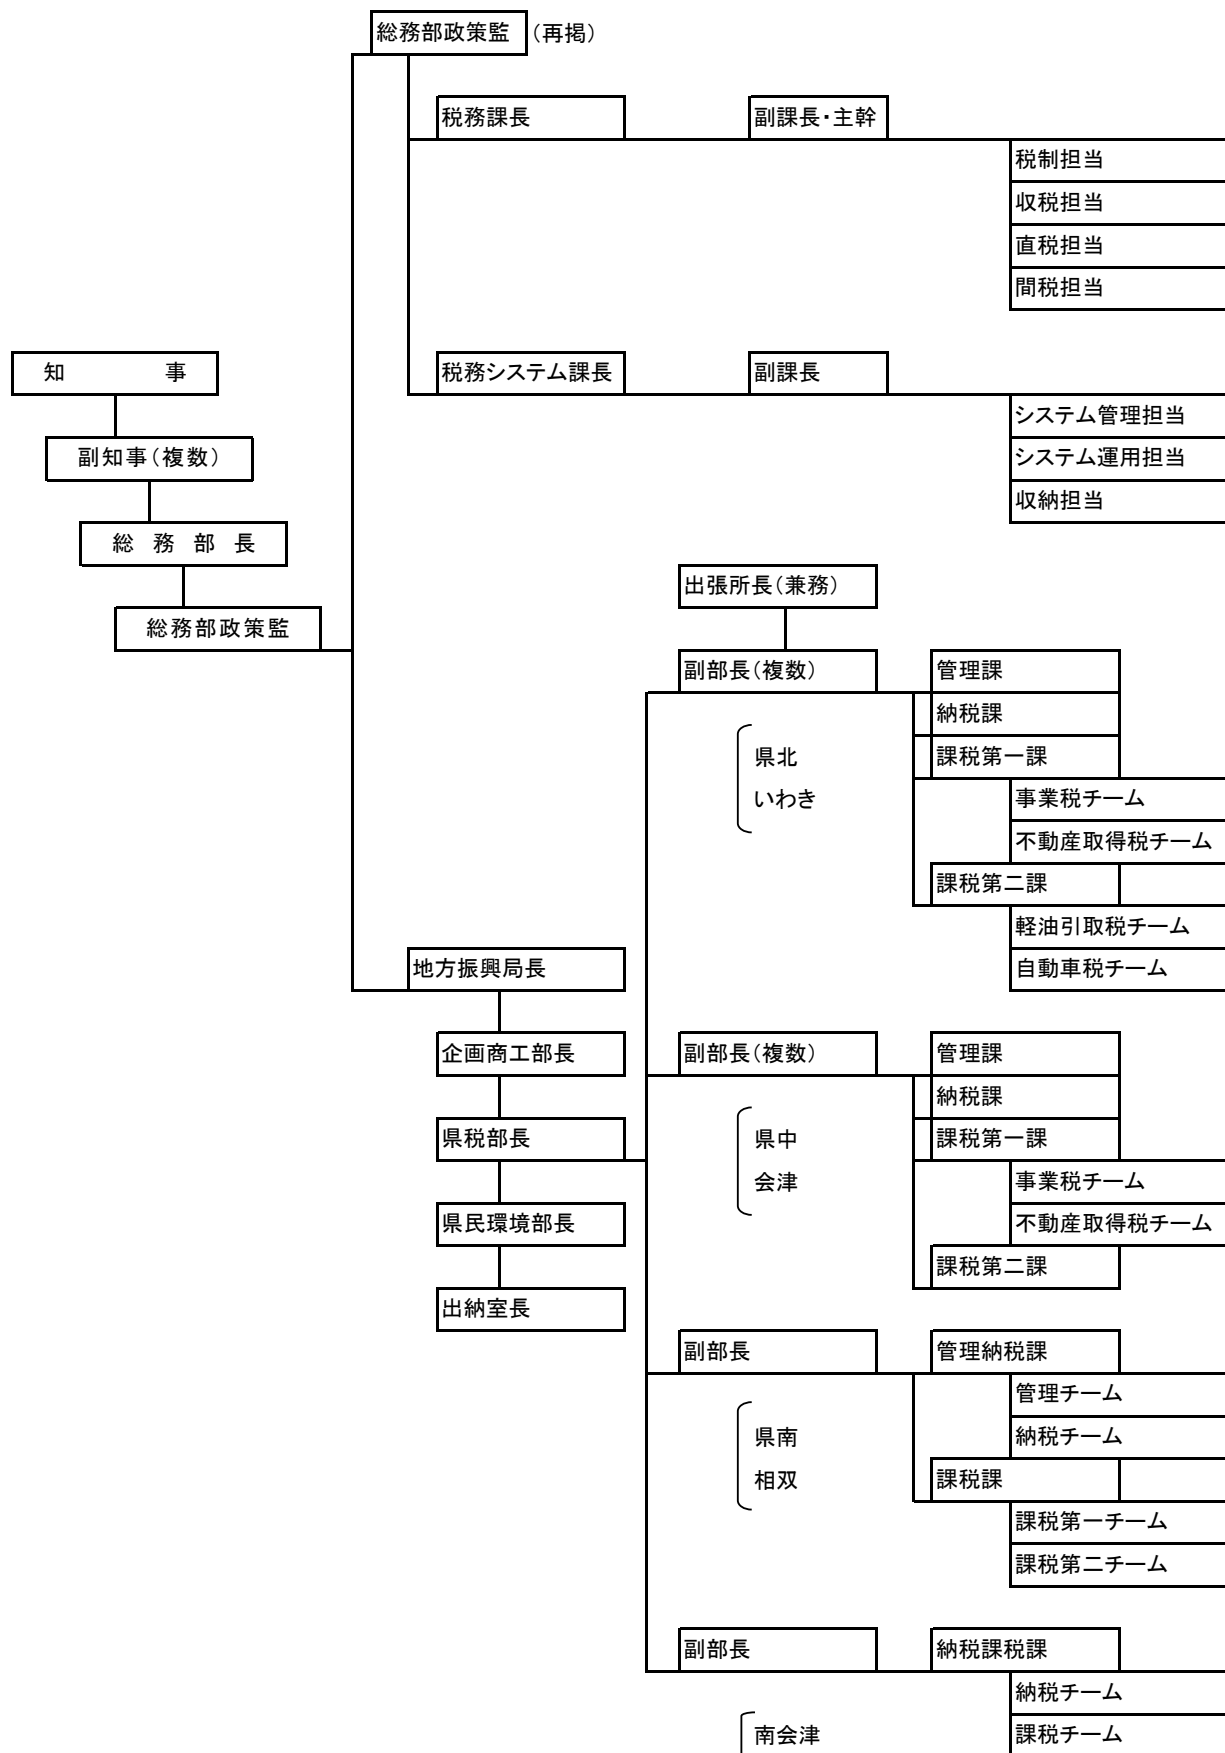 総務部政策監 (再掲)
税務課長 副課長・主幹
税制担当
収税担当
直税担当
間税担当
知 事 税務システム課長 副課長
システム管理担当
副知事(複数) システム運用担当
収納担当
総 務 部 長
出張所長(兼務)
総務部政策監
副部長(複数) 管理課
納税課
県北 課税第一課
いわき 事業税チーム
不動産取得税チーム
課税第二課
軽油引取税チーム
地方振興局長 自動車税チーム
企画商工部長 副部長(複数) 管理課
納税課
県税部長 県中 課税第一課
会津 事業税チーム
県民環境部長 不動産取得税チーム
課税第二課
出納室長
副部長 管理納税課
管理チーム
県南 納税チーム
相双 課税課
課税第一チーム
課税第二チーム
副部長 納税課税課
納税チーム
南会津 課税チーム